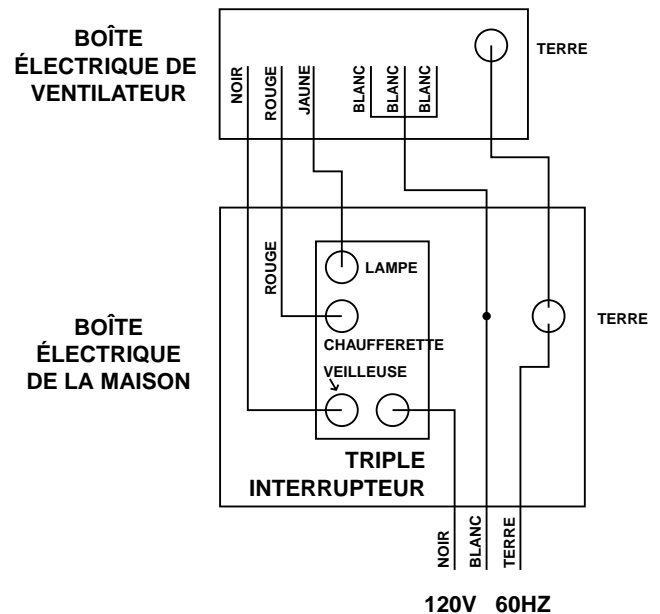 BOÎTE
ÉLECTRIQUE DE
VENTILATEUR
NOIR
ROUGE
JAUNE
BLANC
BLANC
BLANC
TERRE
BOÎTE
ÉLECTRIQUE
DE LA MAISON
ROUGE
LAMPE
CHAUFFERETTE
VEILLEUSE
TERRE
TRIPLE
INTERRUPTEUR
NOIR
BLANC
TERRE
120V 60HZ